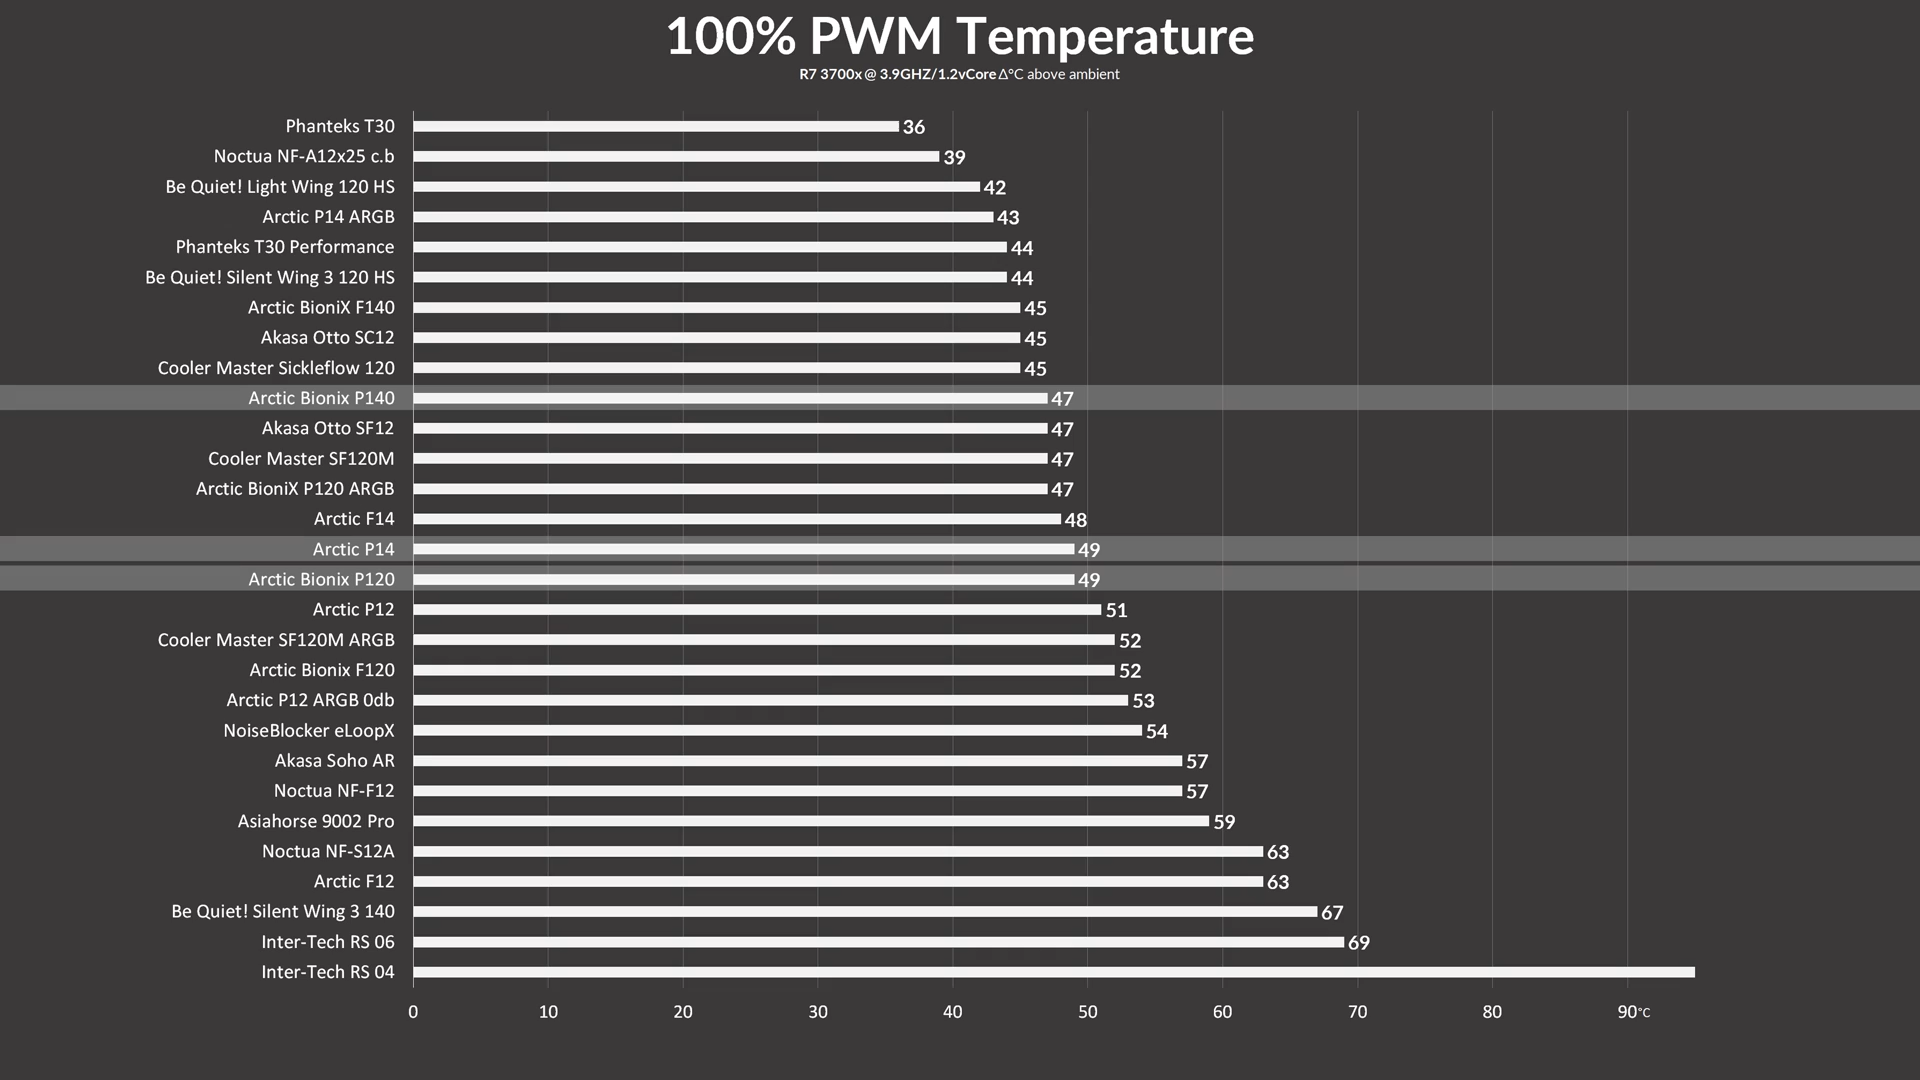 100% PWM Temperature
R7 3700x @ 3.9GHZ/1.2vCore Δ°C above ambient
Phanteks T30 36
Noctua NF-A12x25 c.b 39
Be Quiet! Light Wing 120 HS 42
Arctic P14 ARGB 43
Phanteks T30 Performance 44
Be Quiet! Silent Wing 3 120 HS 44
Arctic BioniX F140 45
Akasa Otto SC12 45
Cooler Master Sickleflow 120 45
Arctic Bionix P140 47
Akasa Otto SF12 47
Cooler Master SF120M 47
Arctic BioniX P120 ARGB 47
Arctic F14 48
Arctic P14 49
Arctic Bionix P120 49
Arctic P12 51
Cooler Master SF120M ARGB 52
Arctic Bionix F120 52
Arctic P12 ARGB 0db 53
NoiseBlocker eLoopX 54
Akasa Soho AR 57
Noctua NF-F12 57
Asiahorse 9002 Pro 59
Noctua NF-S12A 63
Arctic F12 63
Be Quiet! Silent Wing 3 140 67
Inter-Tech RS 06 69
Inter-Tech RS 04
0 10 20 30 40 50 60 70 80 90°C